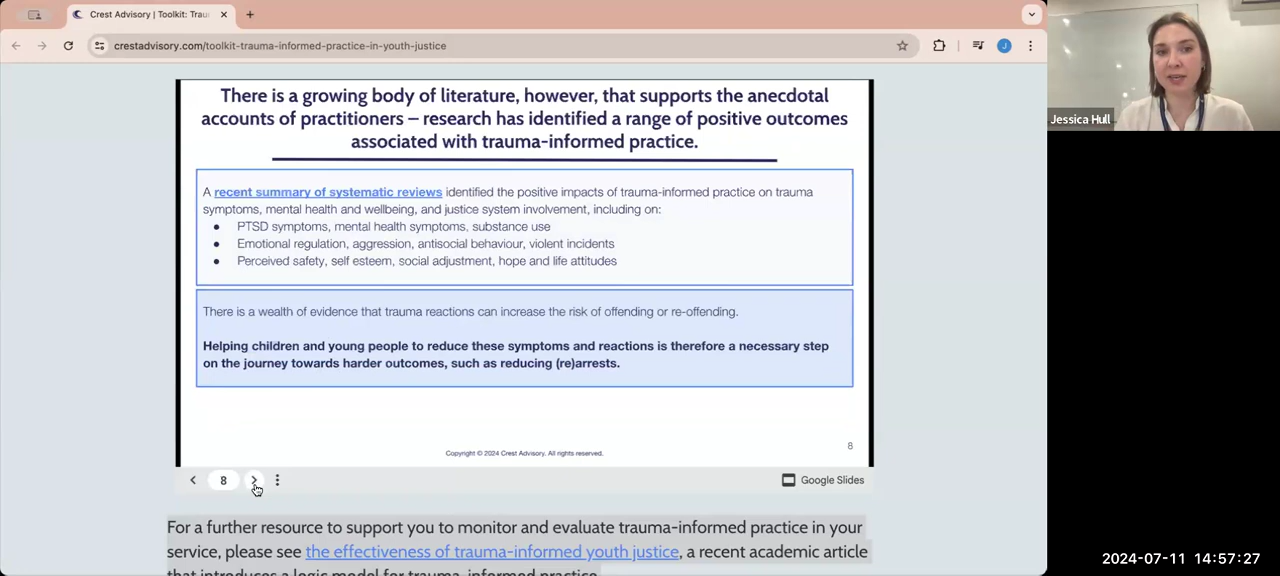 Crest Advisory | Toolkit: Trau
crestadvisory.com/toolkit-trauma-informed-practice-in-youth-justice
J
There is a growing body of literature, however, that supports the anecdotal
accounts of practitioners – research has identified a range of positive outcomes
associated with trauma-informed practice.
A recent summary of systematic reviews identified the positive impacts of trauma-informed practice on trauma
symptoms, mental health and wellbeing, and justice system involvement, including on:
● PTSD symptoms, mental health symptoms, substance use
● Emotional regulation, aggression, antisocial behaviour, violent incidents
● Perceived safety, self esteem, social adjustment, hope and life attitudes
There is a wealth of evidence that trauma reactions can increase the risk of offending or re-offending.
Helping children and young people to reduce these symptoms and reactions is therefore a necessary step
on the journey towards harder outcomes, such as reducing (re)arrests.
8
Copyright © 2024 Crest Advisory. All rights reserved.
8
Google Slides
For a further resource to support you to monitor and evaluate trauma-informed practice in your
service, please see the effectiveness of trauma-informed youth justice, a recent academic article
that introduces a logic model for trauma-informed practice
Jessica Hull
2024-07-11 14:57:27